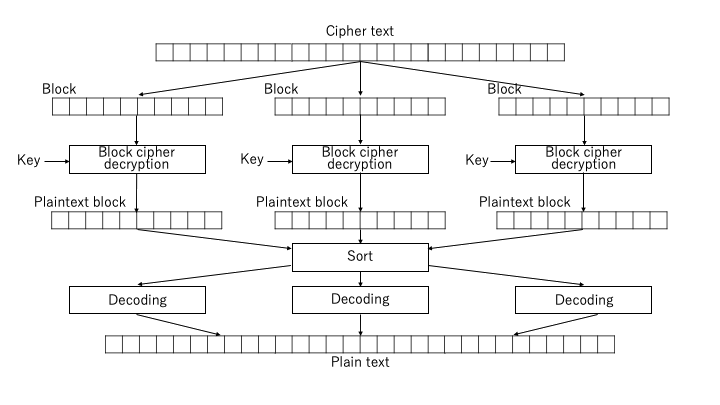 Cipher text
Block
Block
Block
Key
Block cipher
decryption
Key
Block cipher
decryption
Key
Block cipher
decryption
Plaintext block
Plaintext block
Plaintext block
Sort
Decoding
Decoding
Decoding
Plain text